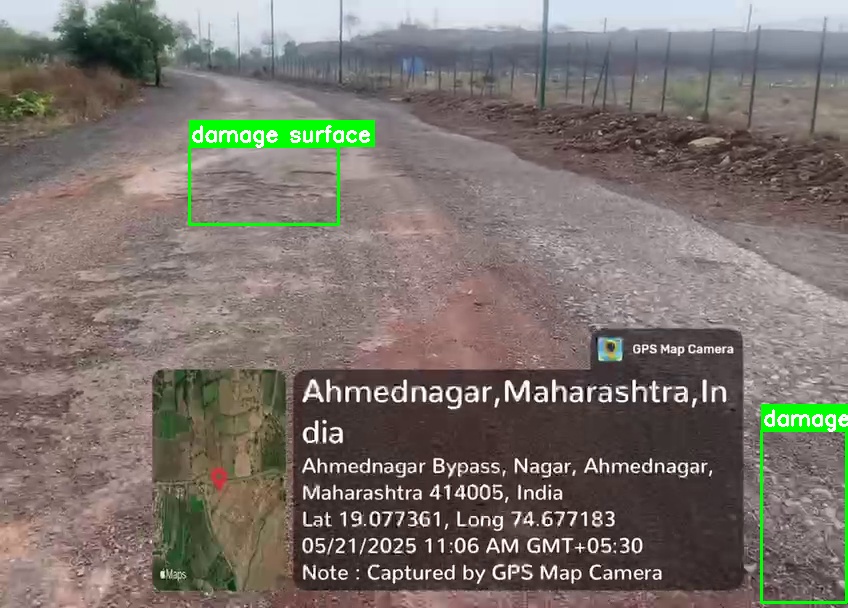 damage surface
GPS Map Camera
Ahmednagar,Maharashtra,In
dia
Ahmednagar Bypass, Nagar, Ahmednagar,
Maharashtra 414005, India
Lat 19.077361, Long 74.677183
05/21/2025 11:06 AM GMT+05:30
Note : Captured by GPS Map Camera
damage
Maps